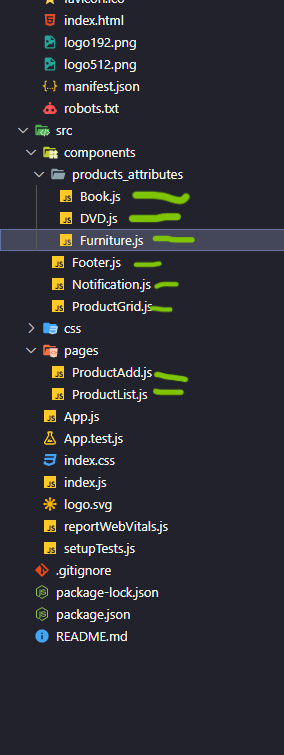 favicon.ico
index.html
logo192.png
logo512.png
manifest.json
robots.txt
src
components
products_attributes
Book.js
DVD.js
Furniture.js
Footer.js
Notification.js
ProductGrid.js
css
pages
ProductAdd.js
ProductList.js
App.js
App.test.js
index.css
index.js
logo.svg
reportWebVitals.js
setupTests.js
.gitignore
package-lock.json
package.json
README.md